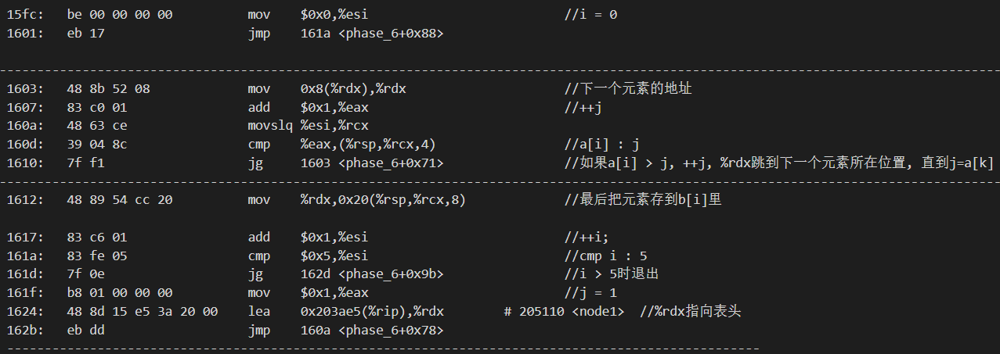 15fc: be 00 00 00 00 mov $0x0,%esi //i = 0
1601: eb 17 jmp 161a <phase_6+0x88>
1603: 48 8b 52 08 mov 0x8(%rdx),%rdx //下一个元素的地址
1607: 83 c0 01 add $0x1,%eax //++j
160a: 48 63 ce movslq %esi,%rcx
160d: 39 04 8c cmp %eax,(%rsp,%rcx,4) //a[i] : j
1610: 7f f1 jg 1603 <phase_6+0x71> //如果a[i] > j, ++j, %rdx跳到下一个元素所在位置, 直到j=a[k]
1612: 48 89 54 cc 20 mov %rdx,0x20(%rsp,%rcx,8) //最后把元素存到b[i]里
1617: 83 c6 01 add $0x1,%esi //++i;
161a: 83 fe 05 cmp $0x5,%esi //cmp i : 5
161d: 7f 0e jg 162d <phase_6+0x9b> //i > 5时退出
161f: b8 01 00 00 00 mov $0x1,%eax //j = 1
1624: 48 8d 15 e5 3a 20 00 lea 0x203ae5(%rip),%rdx # 205110 <node1> //%rdx指向表头
162b: eb dd jmp 160a <phase_6+0x78>